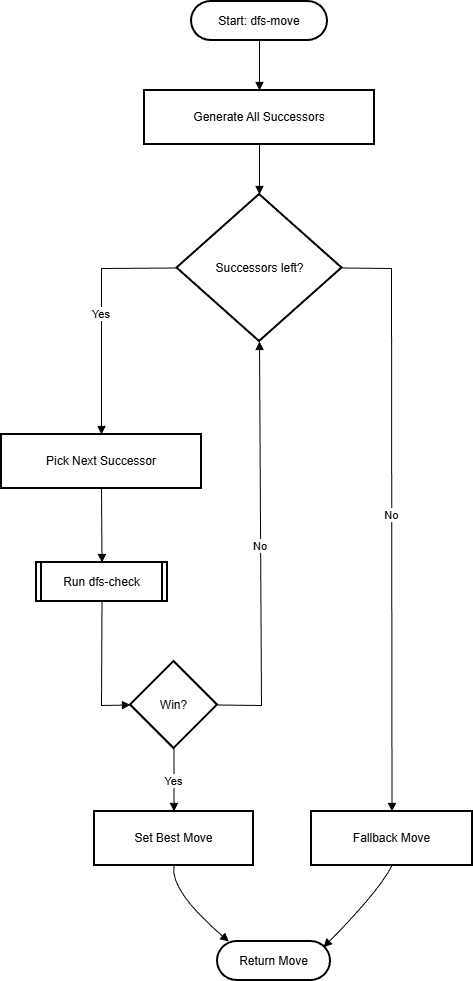 Start: dfs-move
Generate All Successors
Successors left?
Yes
Pick Next Successor
No
No
Run dfs-check
Win?
Yes
Set Best Move
Fallback Move
Return Move